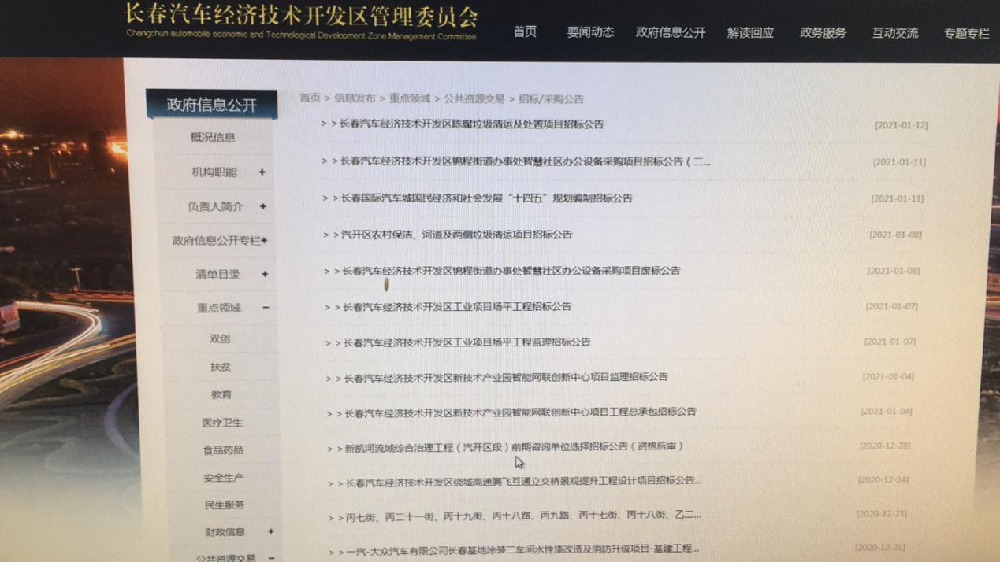 长春汽车经济技术开发区管理委员会
Changchun automobile economic and Technological Development Zone Management Committee
首页 要闻动态 政府信息公开 解读回应 政务服务 互动交流 专题专栏
政府信息公开
概况信息
机构职能 +
负责人简介 +
政府信息公开专栏+
清单目录 +
重点领域 −
双创
扶贫
教育
医疗卫生
食品药品
安全生产
民生服务
财政信息 +
公共资源交易 −
首页 > 信息发布 > 重点领域 > 公共资源交易 > 招标/采购公告
> > 长春汽车经济技术开发区陈腐垃圾清运及处置项目招标公告 [2021-01-12]
> > 长春汽车经济技术开发区锦程街道办事处智慧社区办公设备采购项目招标公告（二... [2021-01-11]
> > 长春国际汽车城国民经济和社会发展“十四五”规划编制招标公告 [2021-01-11]
> > 汽开区农村保洁、河道及两侧垃圾清运项目招标公告 [2021-01-08]
> > 长春汽车经济技术开发区锦程街道办事处智慧社区办公设备采购项目废标公告 [2021-01-08]
> > 长春汽车经济技术开发区工业项目场平工程招标公告 [2021-01-07]
> > 长春汽车经济技术开发区工业项目场平工程监理招标公告 [2021-01-07]
> > 长春汽车经济技术开发区新技术产业园智能网联创新中心项目监理招标公告 [2021-01-04]
> > 长春汽车经济技术开发区新技术产业园智能网联创新中心项目工程总承包招标公告 [2021-01-04]
> > 新凯河流域综合治理工程（汽开区段）前期咨询单位选择招标公告（资格后审） [2020-12-28]
> > 长春汽车经济技术开发区绕城高速腾飞互通立交桥景观提升工程设计项目招标公告... [2020-12-24]
> > 丙七街、丙二十一街、丙十九街、丙十八路、丙九路、丙十七街、丙十八街、乙二... [2020-12-21]
> > 一汽-大众汽车有限公司长春基地涂装二车间水性漆改造及消防升级项目-基建工程... [2020-12-21]